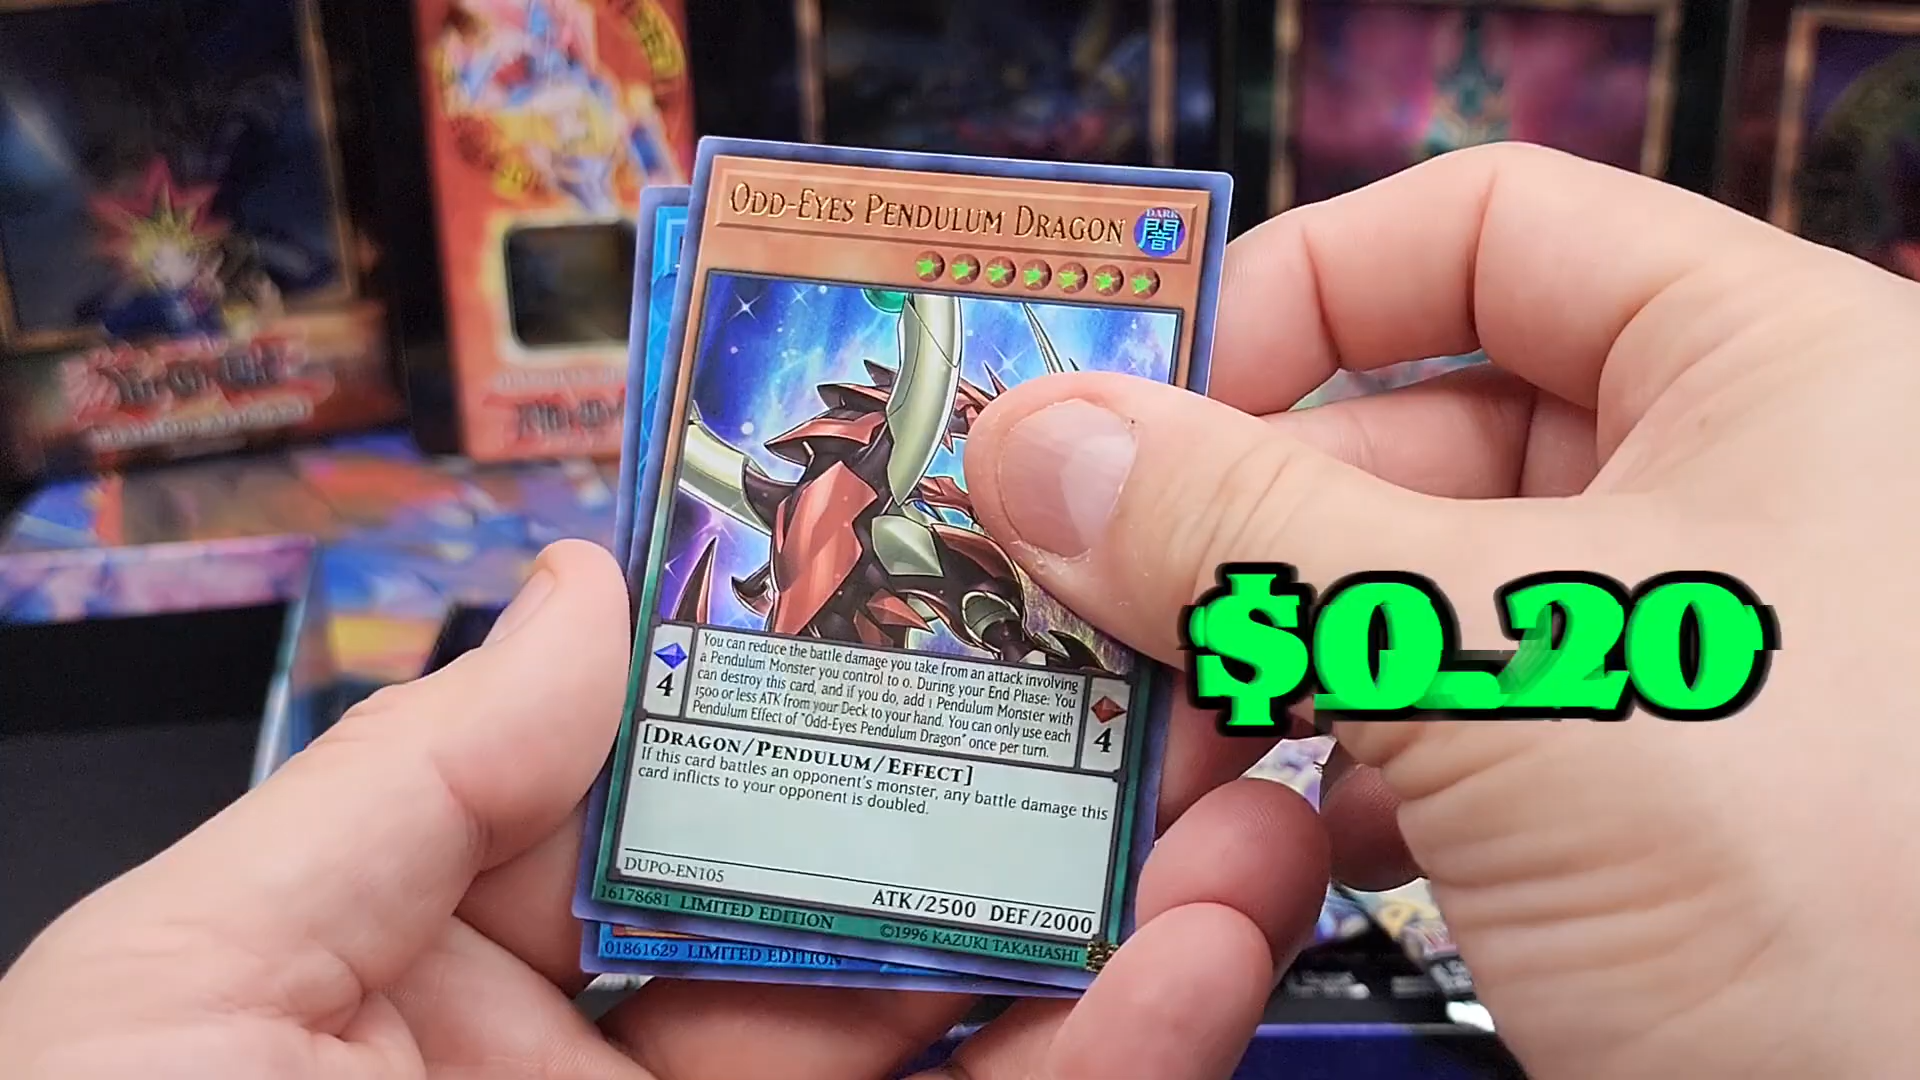 ODD-EYES PENDULUM DRAGON
DARK
闇
$0.20
4
You can reduce the battle damage you take from an attack involving
a Pendulum Monster you control to 0. During your End Phase: You
can destroy this card, and if you do, add 1 Pendulum Monster with
1500 or less ATK from your Deck to your hand. You can only use each
Pendulum Effect of "Odd-Eyes Pendulum Dragon" once per turn.
4
[DRAGON/PENDULUM/EFFECT]
If this card battles an opponent's monster, any battle damage this
card inflicts to your opponent is doubled.
DUPO-EN105
ATK/2500 DEF/2000
16178681 LIMITED EDITION
©1996 KAZUKI TAKAHASHI
01861629 LIMITED EDITION